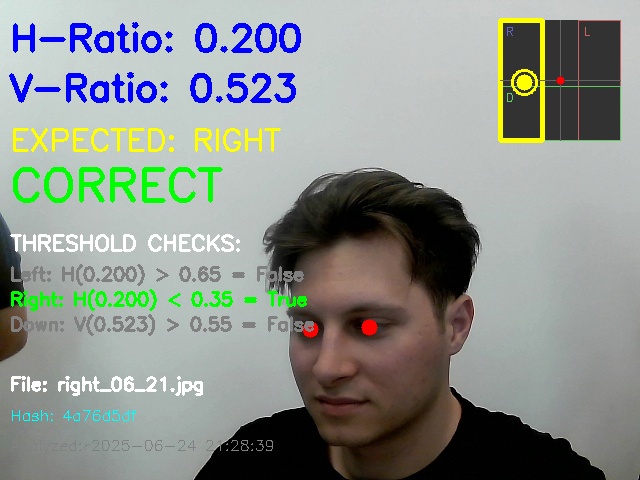 H-Ratio: 0.200
V-Ratio: 0.523
EXPECTED: RIGHT
CORRECT
THRESHOLD CHECKS:
Left: H(0.200) > 0.65 = False
Right: H(0.200) < 0.35 = True
Down: V(0.523) > 0.55 = False
File: right_06_21.jpg
Hash: 4a76d5df
2025-06-24 21:28:39
R
L
D